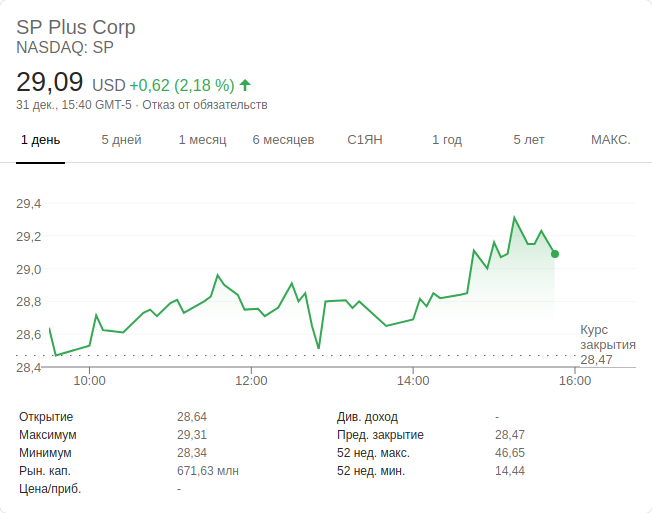 SP Plus Corp
NASDAQ: SP
29,09 USD +0,62 (2,18 %)
31 дек., 15:40 GMT-5 · Отказ от обязательств
1 день 5 дней 1 месяц 6 месяцев С1ЯН 1 год 5 лет МАКС.
29,4
29,2
29,0
28,8
28,6
28,4
Курс
закрытия
28,47
10:00 12:00 14:00 16:00
Открытие 28,64 Див. доход -
Максимум 29,31 Пред. закрытие 28,47
Минимум 28,34 52 нед. макс. 46,65
Рын. кап. 671,63 млн 52 нед. мин. 14,44
Цена/приб. -